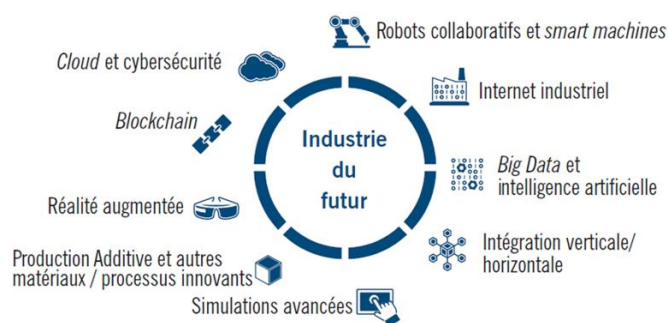 Robots collaboratifs et smart machines
Cloud et cybersécurité
Internet industriel
Blockchain
Industrie
du
futur
Big Data et
intelligence artificielle
Réalité augmentée
Intégration verticale/
horizontale
Production Additive et autres
matériaux / processus innovants
Simulations avancées